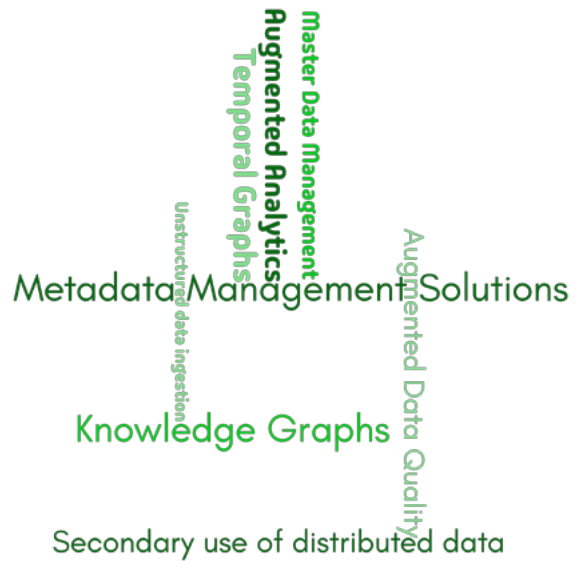 Master Data Management
Augmented Analytics
Temporal Graphs
Unstructured data ingestion
Augmented Data Quality
Metadata Management Solutions
Knowledge Graphs
Secondary use of distributed data